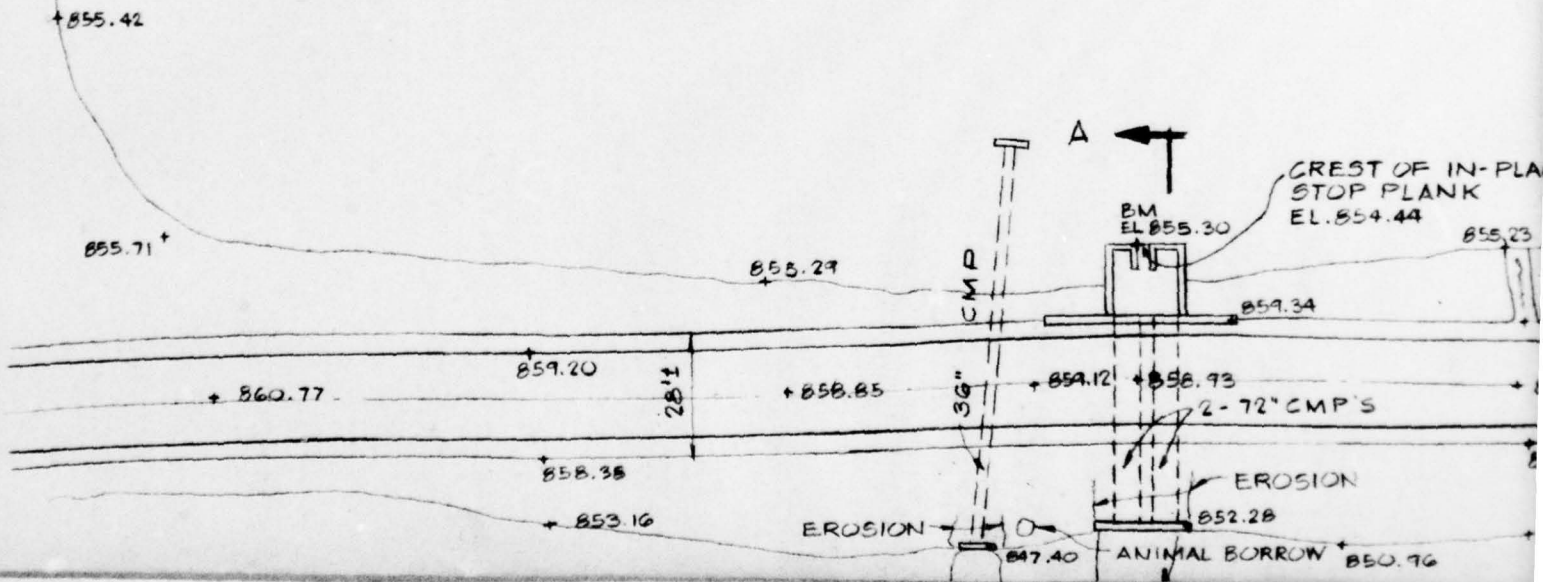 855.42
A
CREST OF IN-PLA
STOP PLANK
EL.854.44
BM
EL 855.30
855.23
855.71
855.29
CMP
859.34
859.20
860.77
28'±
858.85
36"
859.12
858.93
2-72" CMP'S
858.38
EROSION
853.16
EROSION
852.28
847.40
ANIMAL BORROW
850.96